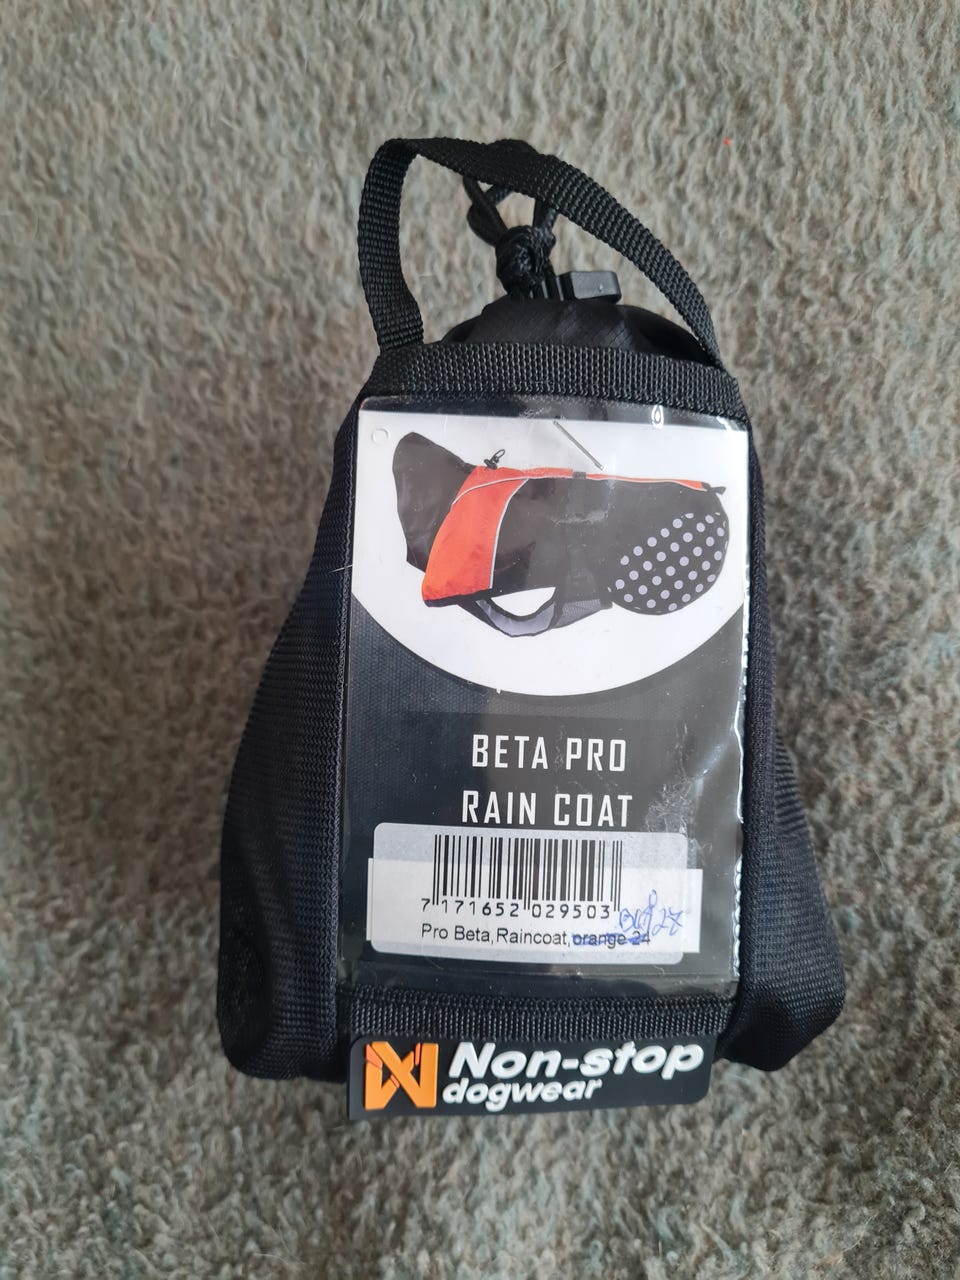 BETA PRO
RAIN COAT
7 171652 029503
Pro Beta,Raincoat,orange 24
Non-stop
dogwear